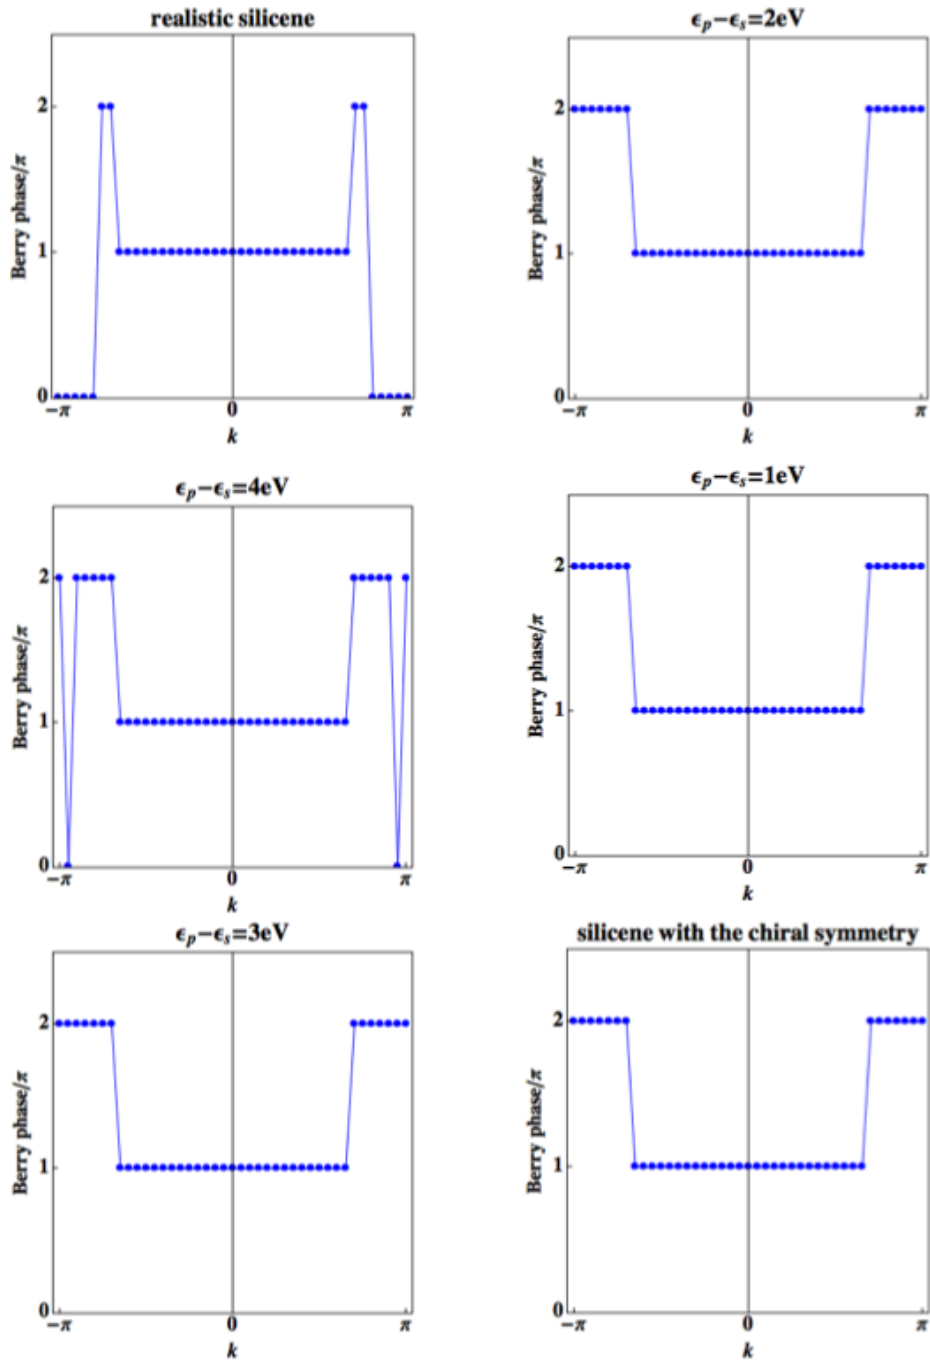 realistic silicene
2
1
0
Berry phase/π
−π
0
π
k
ϵp−ϵs=2eV
2
1
0
Berry phase/π
−π
0
π
k
ϵp−ϵs=4eV
2
1
0
Berry phase/π
−π
0
π
k
ϵp−ϵs=1eV
2
1
0
Berry phase/π
−π
0
π
k
ϵp−ϵs=3eV
2
1
0
Berry phase/π
−π
0
π
k
silicene with the chiral symmetry
2
1
0
Berry phase/π
−π
0
π
k